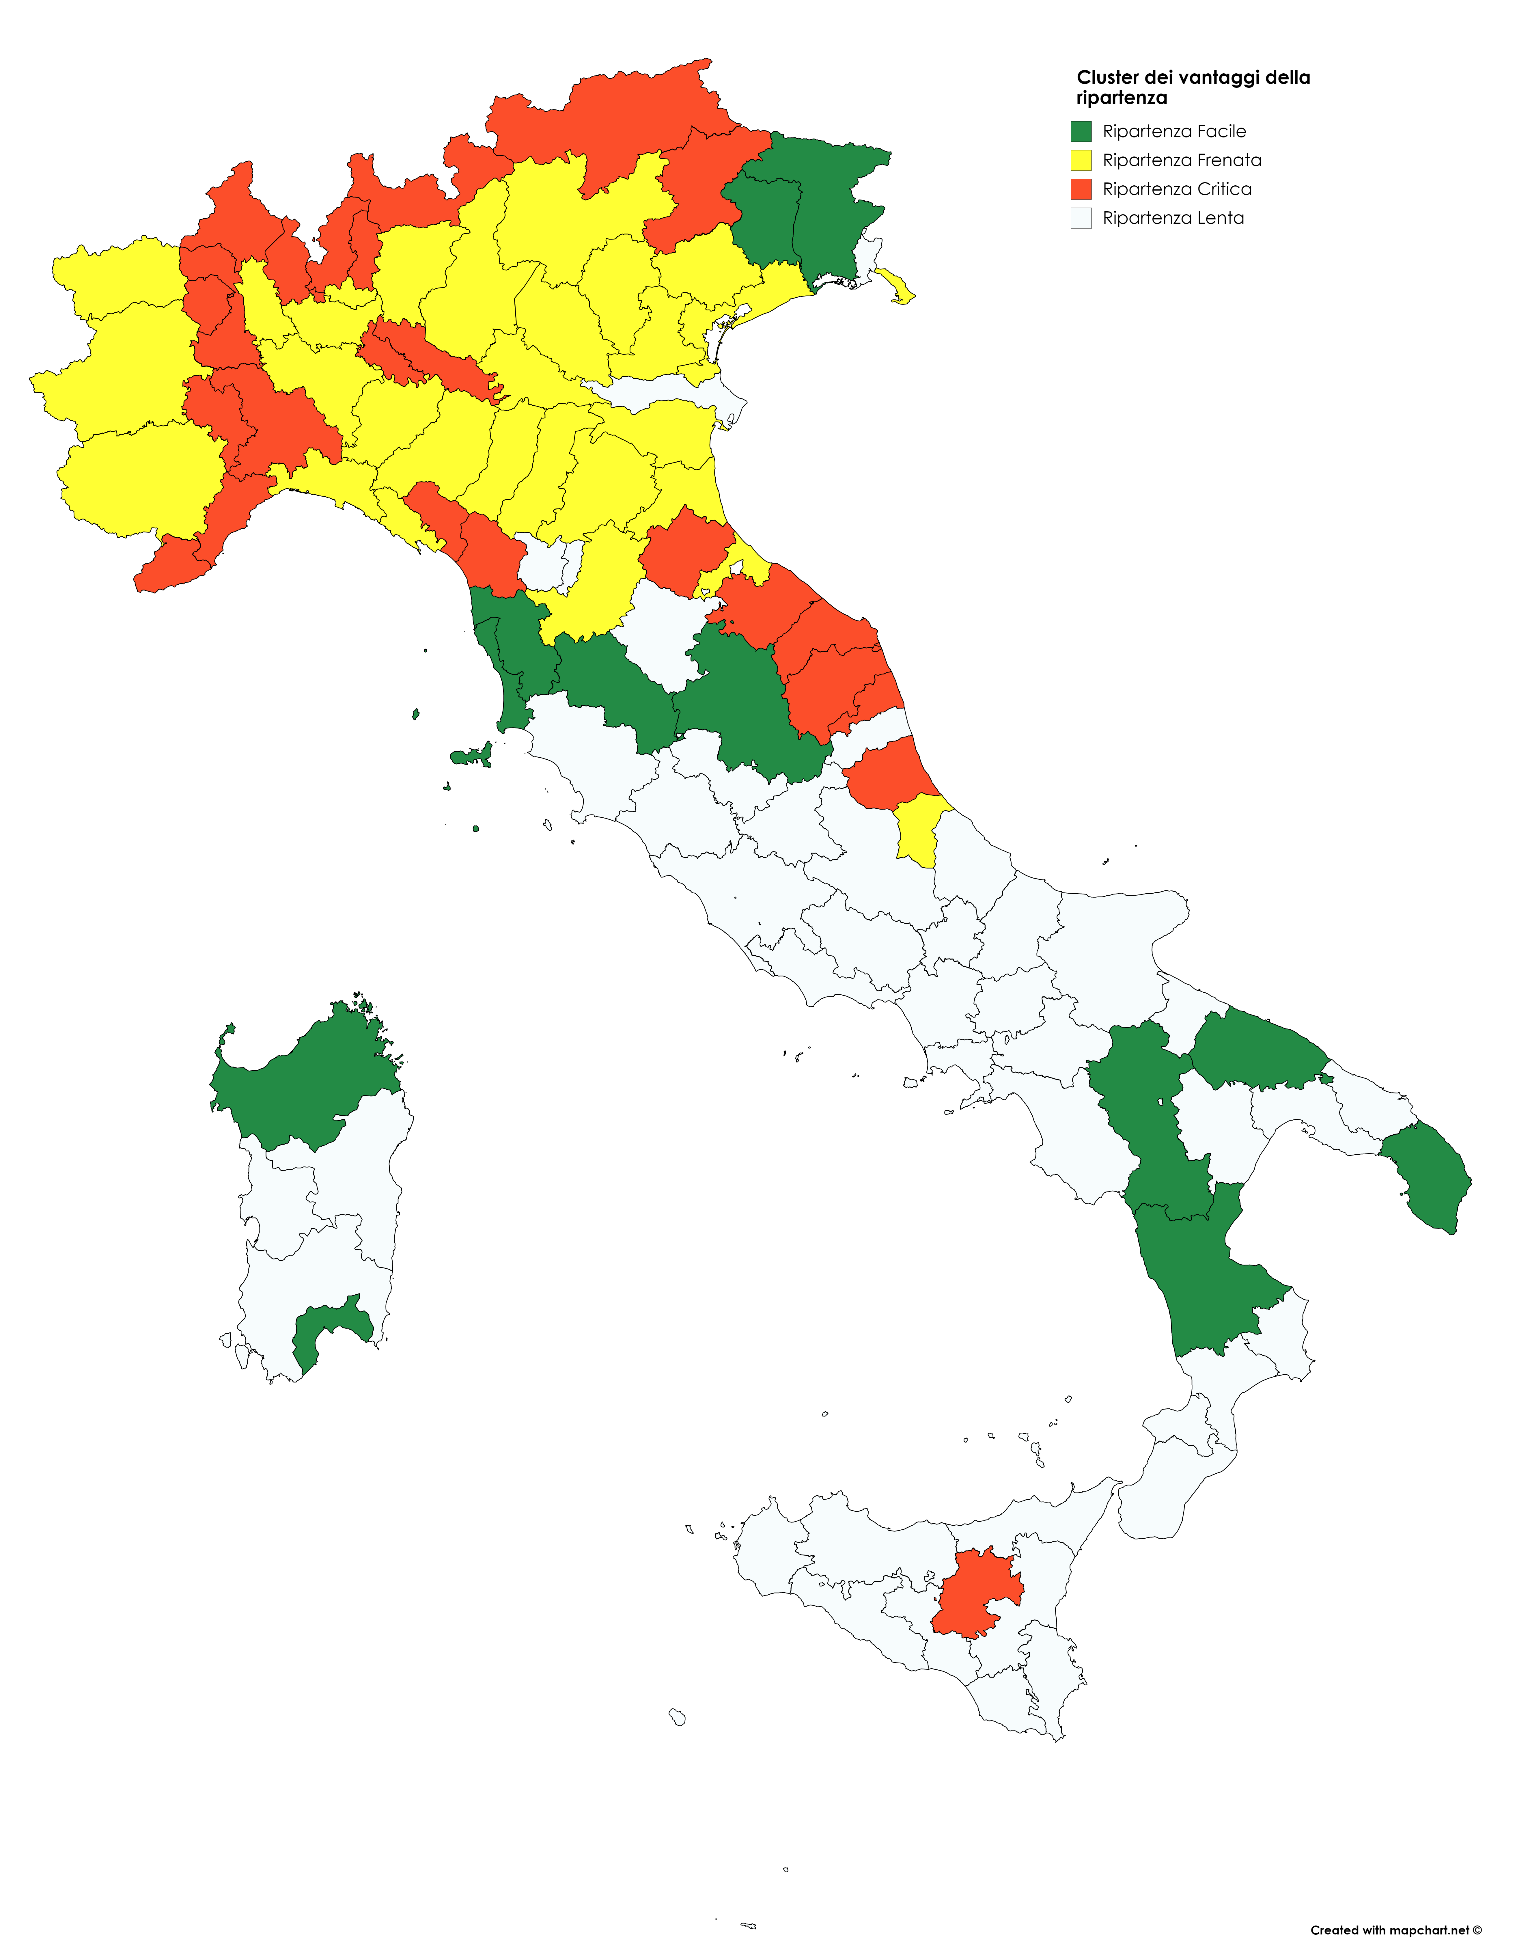 Cluster dei vantaggi della
ripartenza
Ripartenza Facile
Ripartenza Frenata
Ripartenza Critica
Ripartenza Lenta
Created with mapchart.net ©